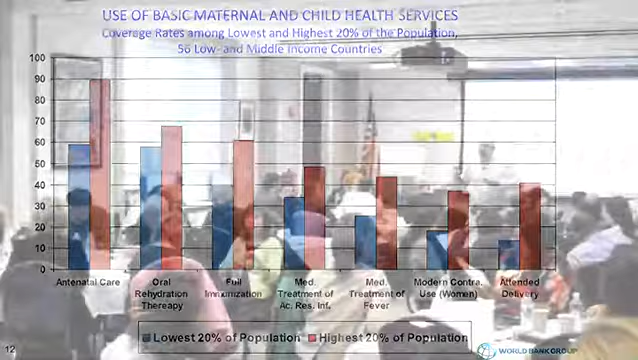 USE OF BASIC MATERNAL AND CHILD HEALTH SERVICES
Coverage Rates among Lowest and Highest 20% of the Population,
56 Low- and Middle Income Countries
100
90
80
70
60
50
40
30
20
10
0
Antenatal Care Oral Full Med. Med. Modern Contra. Attended
Rehydration Immunization Treatment of Treatment of Use (Women) Delivery
Thereapy Ac. Res. Inf. Fever
Lowest 20% of Population Highest 20% of Population
12 WORLD BANK GROUP